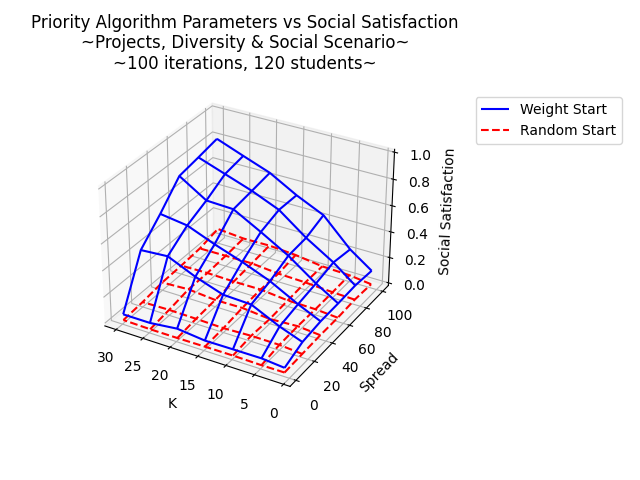 Priority Algorithm Parameters vs Social Satisfaction
~Projects, Diversity & Social Scenario~
~100 iterations, 120 students~
Weight Start
Random Start
1.0
0.8
0.6
0.4
0.2
0.0
Social Satisfaction
100
80
60
40
20
0
Spread
30
25
20
15
10
5
0
K